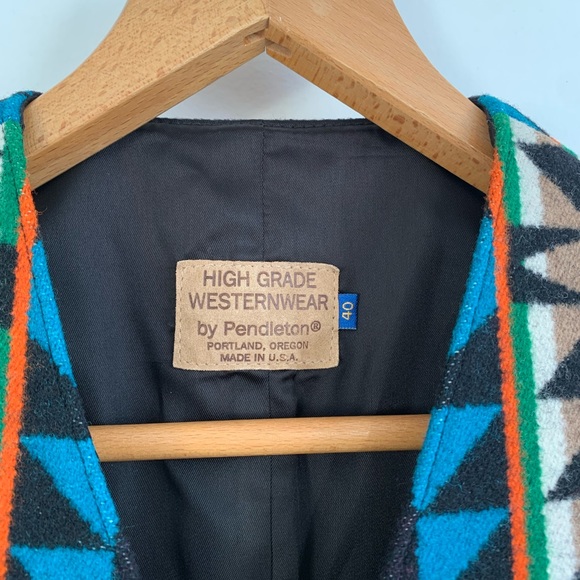 HIGH GRADE
WESTERNWEAR
by Pendleton®
PORTLAND, OREGON
MADE IN U.S.A.
40